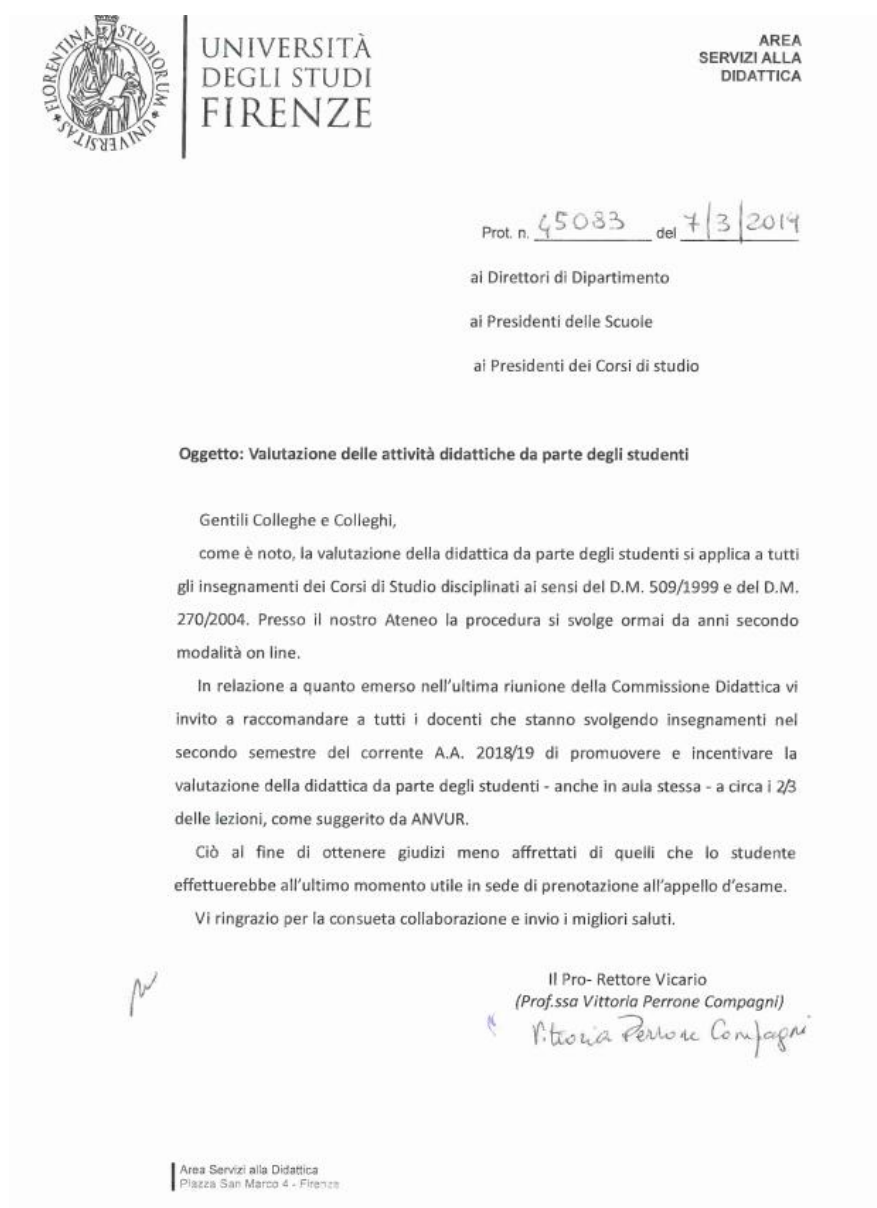 FLORENTINA STUDIORUM UNIVERSITAS
UNIVERSITÀ
DEGLI STUDI
FIRENZE
AREA
SERVIZI ALLA
DIDATTICA
Prot. n. 45083 del 7/3/2019
ai Direttori di Dipartimento
ai Presidenti delle Scuole
ai Presidenti dei Corsi di studio
Oggetto: Valutazione delle attività didattiche da parte degli studenti
Gentili Colleghe e Colleghi,
come è noto, la valutazione della didattica da parte degli studenti si applica a tutti
gli insegnamenti dei Corsi di Studio disciplinati ai sensi del D.M. 509/1999 e del D.M.
270/2004. Presso il nostro Ateneo la procedura si svolge ormai da anni secondo
modalità on line.
In relazione a quanto emerso nell'ultima riunione della Commissione Didattica vi
invito a raccomandare a tutti i docenti che stanno svolgendo insegnamenti nel
secondo semestre del corrente A.A. 2018/19 di promuovere e incentivare la
valutazione della didattica da parte degli studenti - anche in aula stessa - a circa i 2/3
delle lezioni, come suggerito da ANVUR.
Ciò al fine di ottenere giudizi meno affrettati di quelli che lo studente
effettuerebbe all'ultimo momento utile in sede di prenotazione all'appello d'esame.
Vi ringrazio per la consueta collaborazione e invio i migliori saluti.
Il Pro- Rettore Vicario
(Prof.ssa Vittoria Perrone Compagni)
Vittoria Perrone Compagni
Area Servizi alla Didattica
Piazza San Marco 4 - Firenze